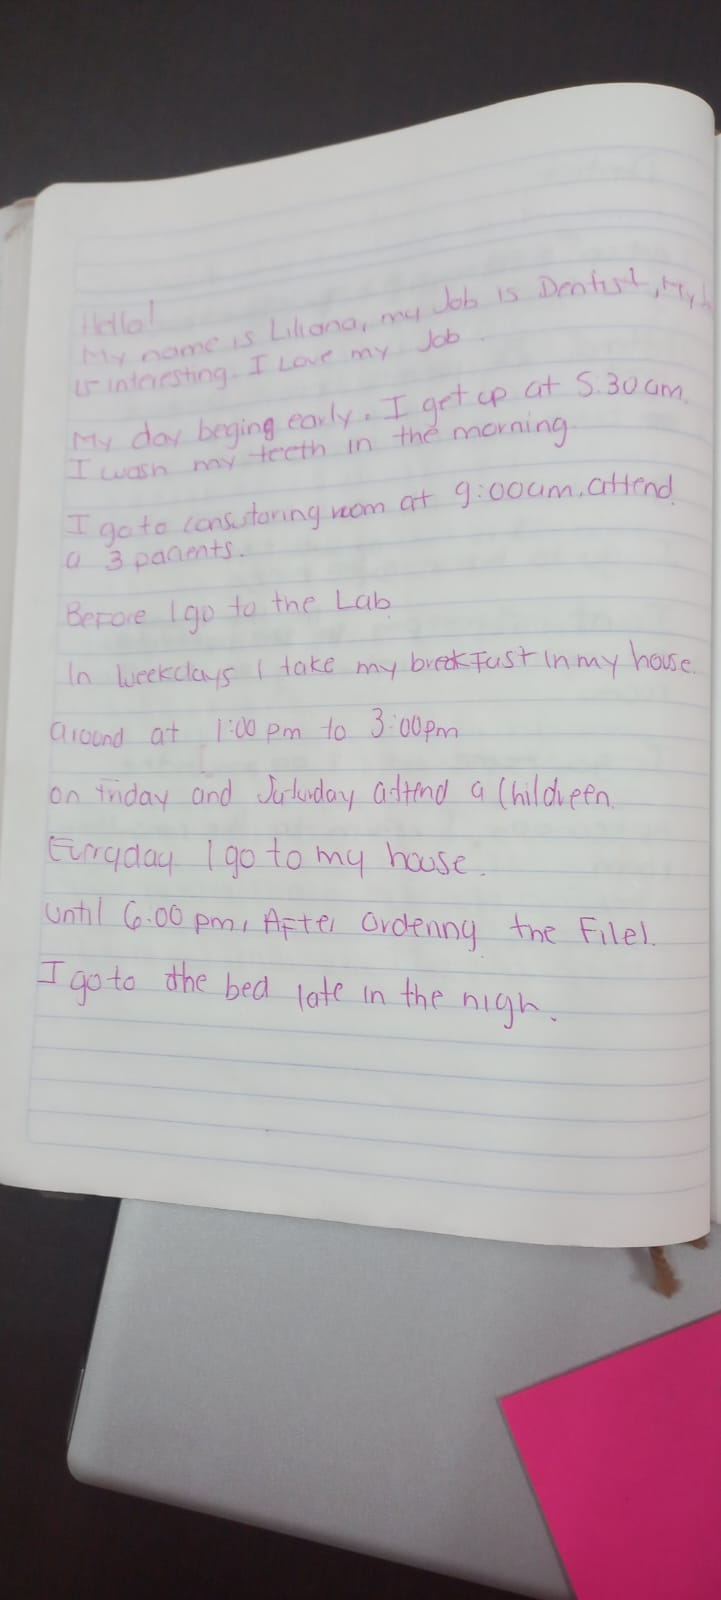 Hello!
My name is Liliana, my Job is Dentist, My
is interesting. I Love my Job.
My day beging early. I get up at 5:30am.
I wash my teeth in the morning
I go to consutoring room at 9:00am. attend
a 3 pacients.
Before I go to the Lab
In weekdays I take my breakfast in my house.
around at 1:00 pm to 3:00pm
on friday and Saturday attend a Childreen.
Everyday I go to my house.
until 6:00 pm, After ordening the Files.
I go to the bed late in the nigh.